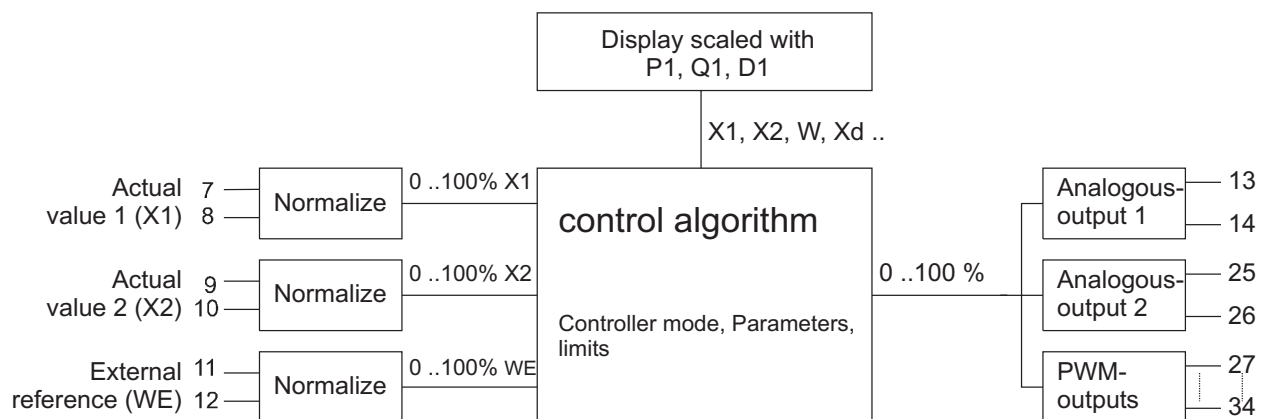 Display scaled with
P1, Q1, D1
X1, X2, W, Xd ..
Actual
value 1 (X1)
7
8
Normalize
0 ..100% X1
Actual
value 2 (X2)
9
10
Normalize
0 ..100% X2
External
reference (WE)
11
12
Normalize
0 ..100% WE
control algorithm
Controller mode, Parameters,
limits
0 ..100 %
Analogous-
output 1
13
14
Analogous-
output 2
25
26
PWM-
outputs
27
34